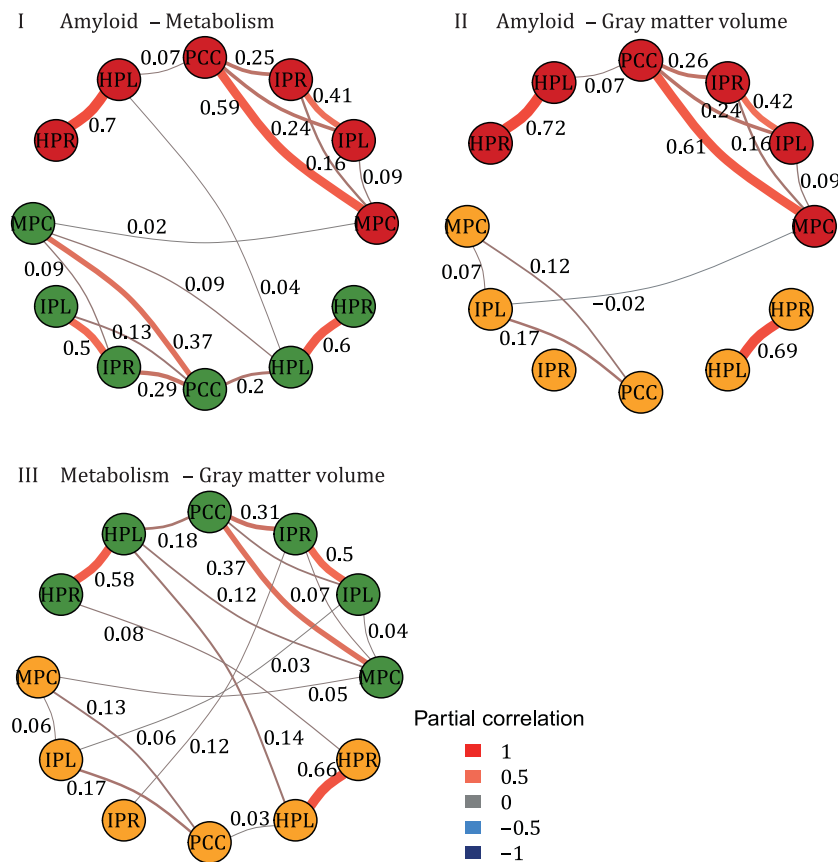 I Amyloid – Metabolism
PCC
0.07
0.25
HPL
IPR
0.7
0.59
0.41
0.24
HPR
IPL
0.16
0.09
MPC
MPC
0.02
0.09
0.09
0.04
IPL
HPR
0.13
0.37
0.5
0.6
IPR
HPL
0.29
PCC
0.2
II Amyloid – Gray matter volume
PCC
0.07
0.26
HPL
IPR
0.72
0.61
0.24
0.42
HPR
IPL
0.16
0.09
MPC
MPC
0.07
0.12
IPL
−0.02
HPR
0.17
0.69
IPR
HPL
PCC
III Metabolism – Gray matter volume
PCC
0.31
HPL
0.18
IPR
0.58
0.37
0.5
HPR
0.12
0.07
IPL
0.08
0.04
0.03
MPC
MPC
0.05
0.13
0.06
0.06
0.12
0.14
IPL
HPR
0.17
0.66
IPR
HPL
0.03
PCC
Partial correlation
1
0.5
0
−0.5
−1